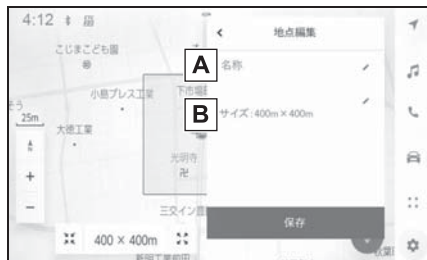 4:12
こじまこども園
小島プレス工業
下市場
25m
大徳工業
光明寺
卍
三交イン豊
400 × 400m
地点編集
A
名称
B
サイズ:400m×400m
保存